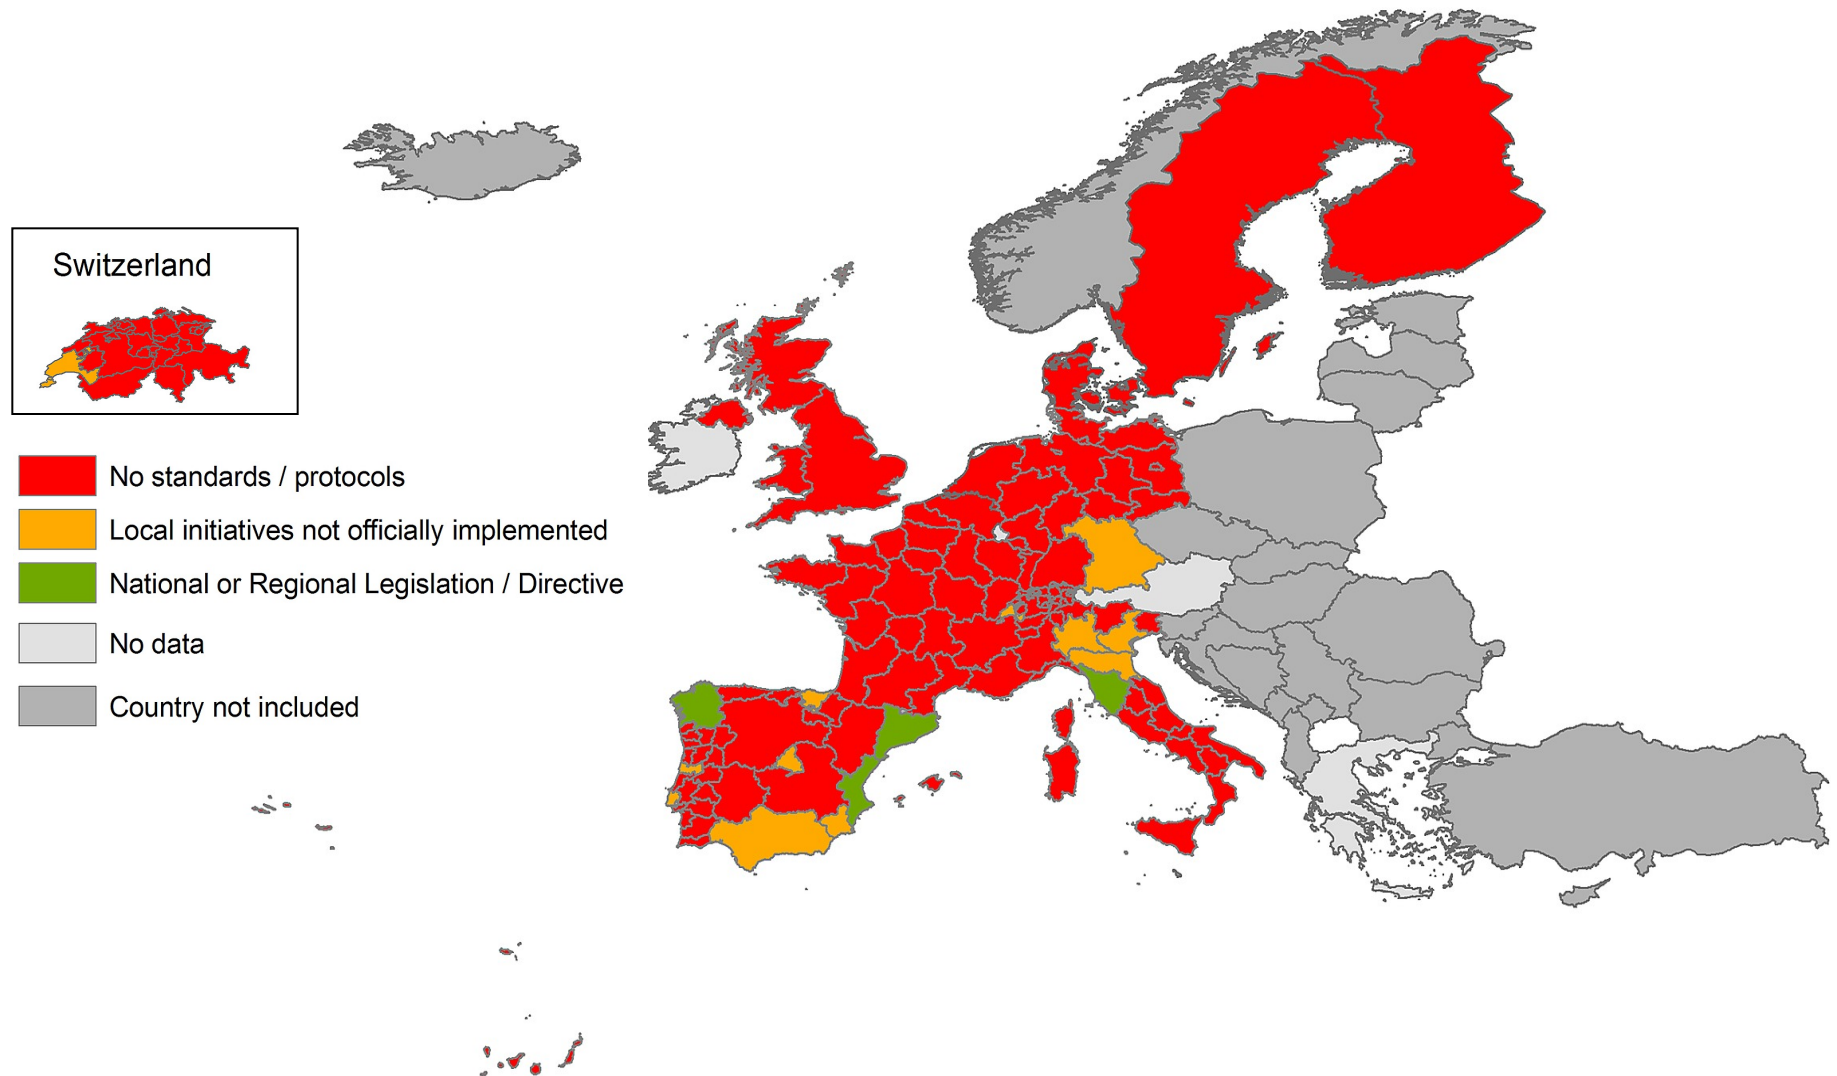 Switzerland
No standards / protocols
Local initiatives not officially implemented
National or Regional Legislation / Directive
No data
Country not included